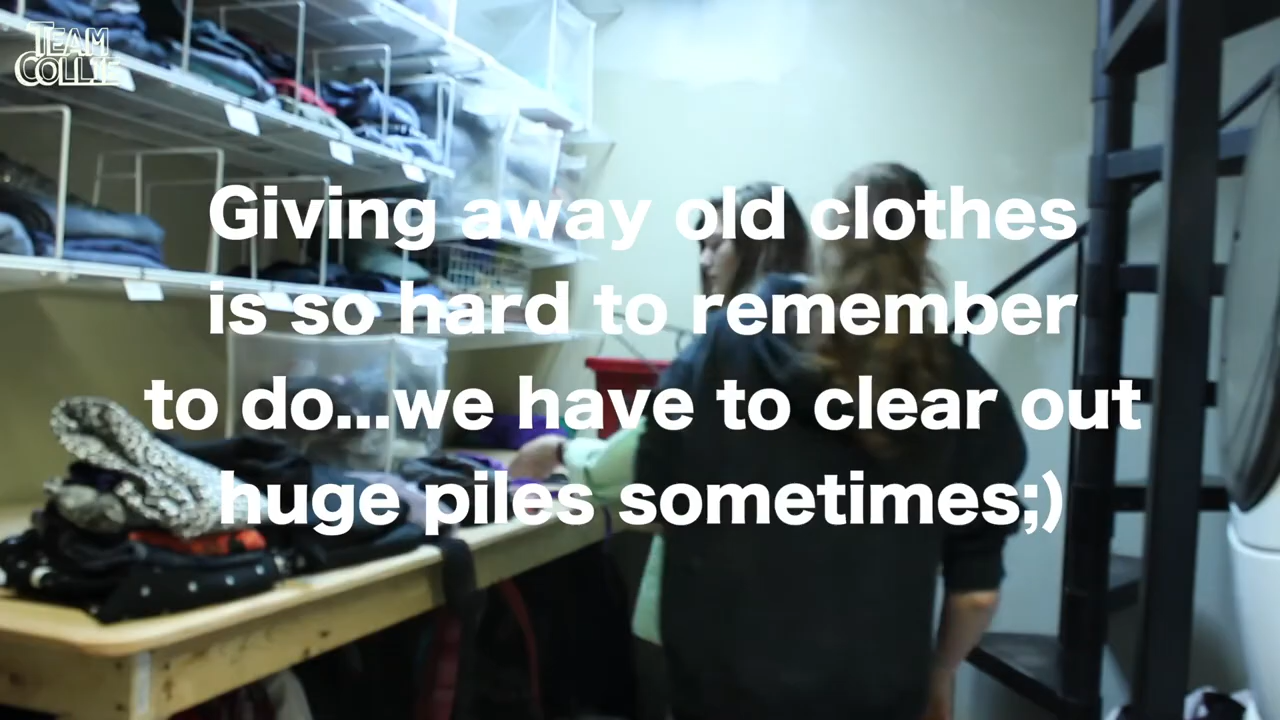 TEAM
COLLIE
Giving away old clothes
is so hard to remember
to do...we have to clear out
huge piles sometimes;)